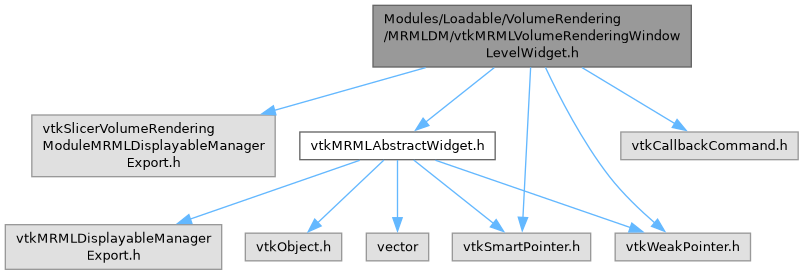 Modules/Loadable/VolumeRendering
/MRMLDM/vtkMRMLVolumeRenderingWindow
LevelWidget.h
vtkSlicerVolumeRendering
ModuleMRMLDisplayableManager
Export.h
vtkMRMLAbstractWidget.h
vtkCallbackCommand.h
vtkMRMLDisplayableManager
Export.h
vtkObject.h
vector
vtkSmartPointer.h
vtkWeakPointer.h